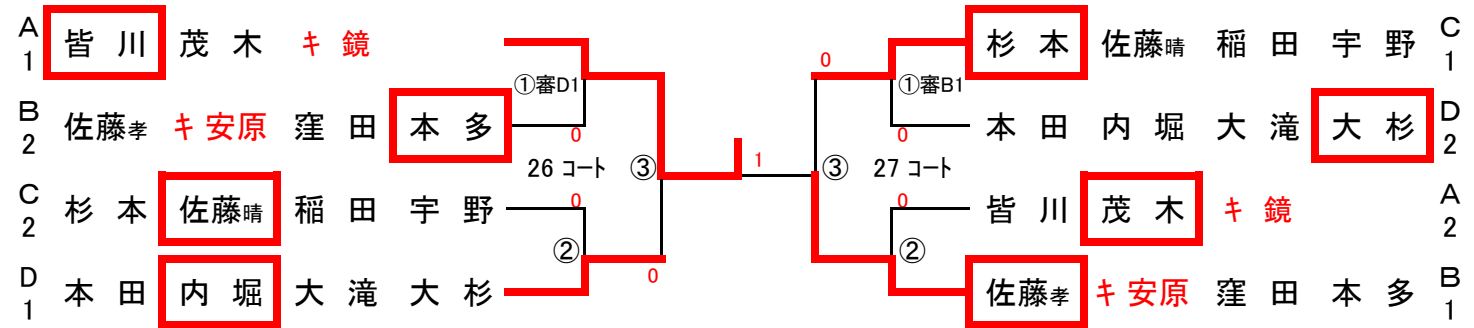 A 1 皆川 茂木 ｷ 鏡
①審D1
0
B 2 佐藤孝 ｷ 安原 窪田 本多
26 ｺｰﾄ ③
C 2 杉本 佐藤晴 稲田 宇野
0
②
0
D 1 本田 内堀 大滝 大杉
1
0
杉本 佐藤晴 稲田 宇野 C 1
①審B1
0
本田 内堀 大滝 大杉 D 2
③ 27 ｺｰﾄ
0
皆川 茂木 ｷ 鏡 A 2
②
0
佐藤孝 ｷ 安原 窪田 本多 B 1